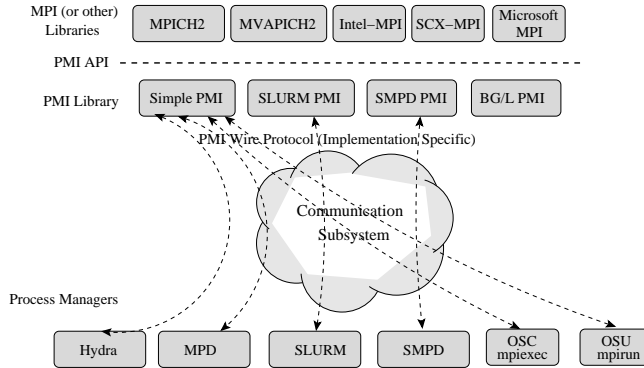 MPI (or other)
Libraries
MPICH2
MVAPICH2
Intel−MPI
SCX−MPI
Microsoft
MPI
PMI API
PMI Library
Simple PMI
SLURM PMI
SMPD PMI
BG/L PMI
PMI Wire Protocol (Implementation Specific)
Communication
Subsystem
Process Managers
Hydra
MPD
SLURM
SMPD
OSC
mpiexec
OSU
mpirun